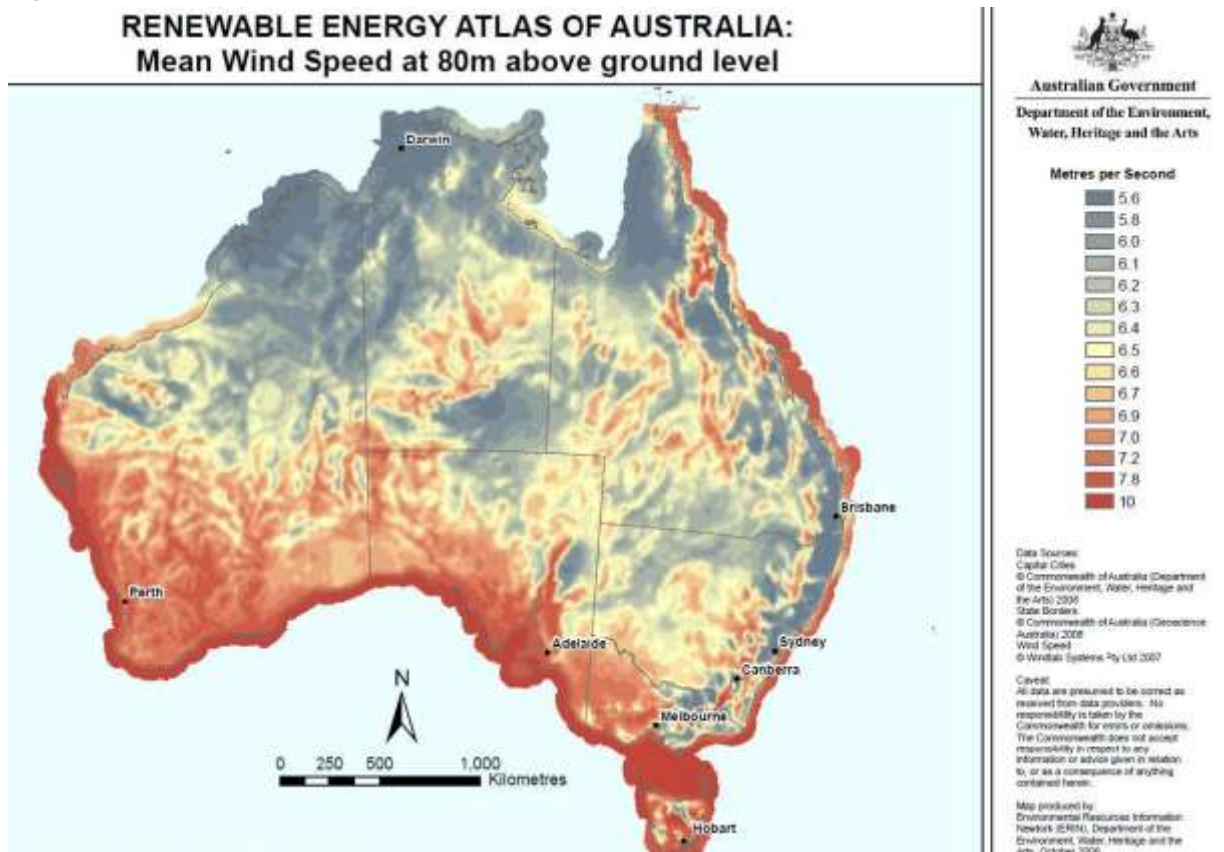 RENEWABLE ENERGY ATLAS OF AUSTRALIA:
Mean Wind Speed at 80m above ground level
Darwin
Brisbane
Perth
Adelaide
Sydney
Canberra
Melbourne
Hobart
N
0 250 500 1,000
Kilometres
Australian Government
Department of the Environment,
Water, Heritage and the Arts
Metres per Second
5.6
5.8
6.0
6.1
6.2
6.3
6.4
6.5
6.6
6.7
6.9
7.0
7.2
7.8
10
Data Sources:
Capital Cities
© Commonwealth of Australia (Department
of the Environment, Water, Heritage and
the Arts) 2008
State Borders
© Commonwealth of Australia (Geoscience
Australia) 2008
Wind Speed
© Windlab Systems Pty Ltd 2007
Caveat:
All data are presumed to be correct as
received from data providers. No
responsibility is taken by the
Commonwealth for errors or omissions.
The Commonwealth does not accept
responsibility in respect to any
information or advice given in relation
to, or as a consequence of anything
contained herein.
Map produced by:
Environmental Resources Information
Network (ERIN), Department of the
Environment, Water, Heritage and the
Arts, October 2008